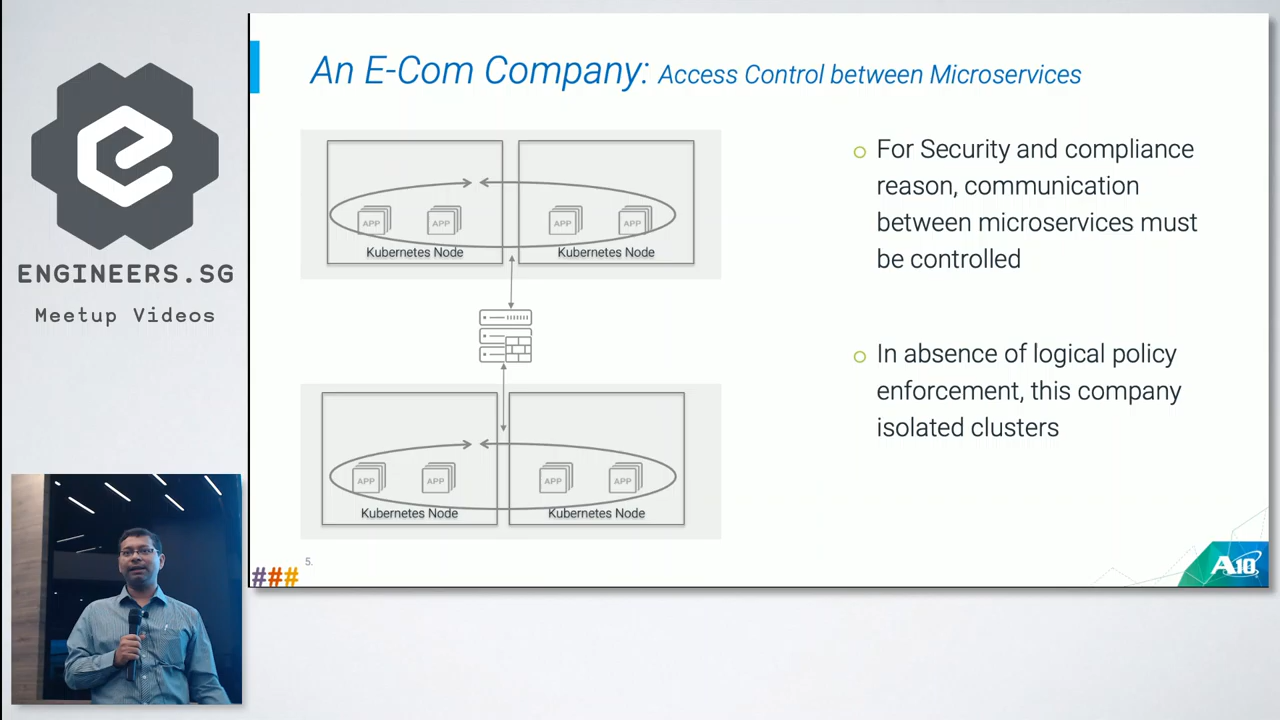 ENGINEERS.SG
Meetup Videos
An E-Com Company: Access Control between Microservices
APP
APP
APP
APP
Kubernetes Node
Kubernetes Node
APP
APP
APP
APP
Kubernetes Node
Kubernetes Node
For Security and compliance
reason, communication
between microservices must
be controlled
In absence of logical policy
enforcement, this company
isolated clusters
5.
###
A10